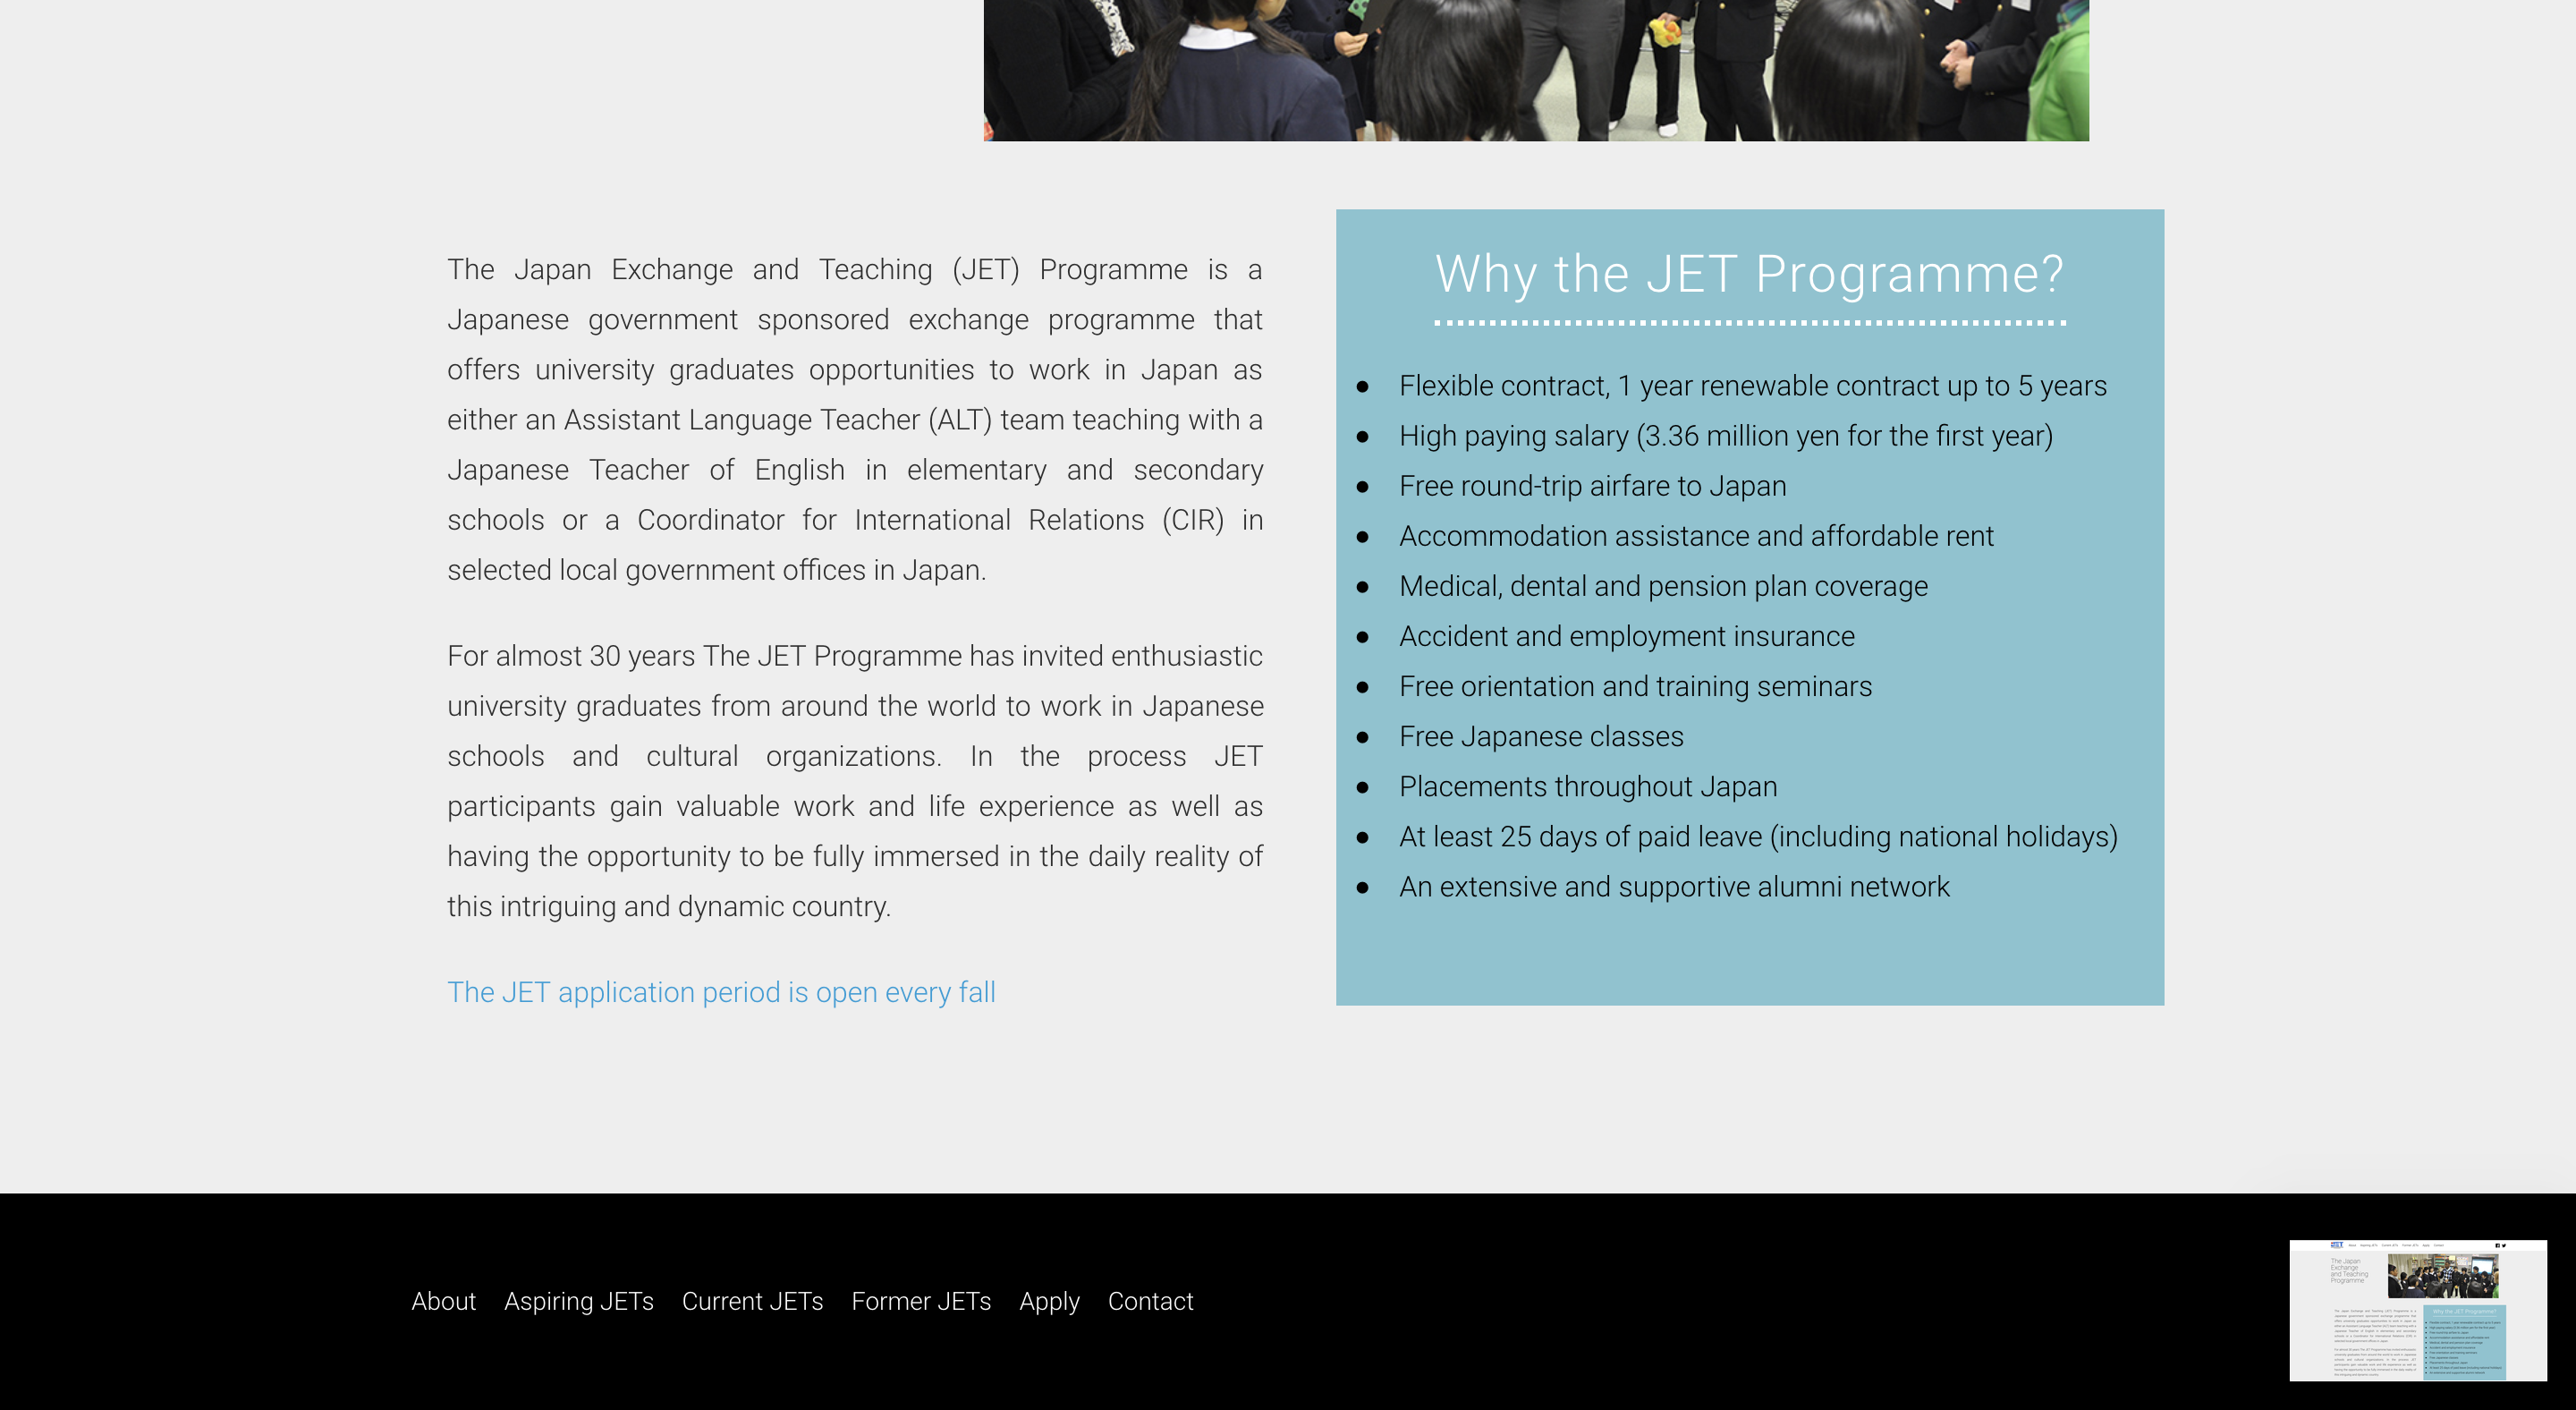 The Japan Exchange and Teaching (JET) Programme is a
Japanese government sponsored exchange programme that
offers university graduates opportunities to work in Japan as
either an Assistant Language Teacher (ALT) team teaching with a
Japanese Teacher of English in elementary and secondary
schools or a Coordinator for International Relations (CIR) in
selected local government offices in Japan.
For almost 30 years The JET Programme has invited enthusiastic
university graduates from around the world to work in Japanese
schools and cultural organizations. In the process JET
participants gain valuable work and life experience as well as
having the opportunity to be fully immersed in the daily reality of
this intriguing and dynamic country.
The JET application period is open every fall
Why the JET Programme?
● Flexible contract, 1 year renewable contract up to 5 years
● High paying salary (3.36 million yen for the first year)
● Free round-trip airfare to Japan
● Accommodation assistance and affordable rent
● Medical, dental and pension plan coverage
● Accident and employment insurance
● Free orientation and training seminars
● Free Japanese classes
● Placements throughout Japan
● At least 25 days of paid leave (including national holidays)
● An extensive and supportive alumni network
About Aspiring JETs Current JETs Former JETs Apply Contact
The Japan
Exchange
and Teaching
Programme
Why the JET Programme?